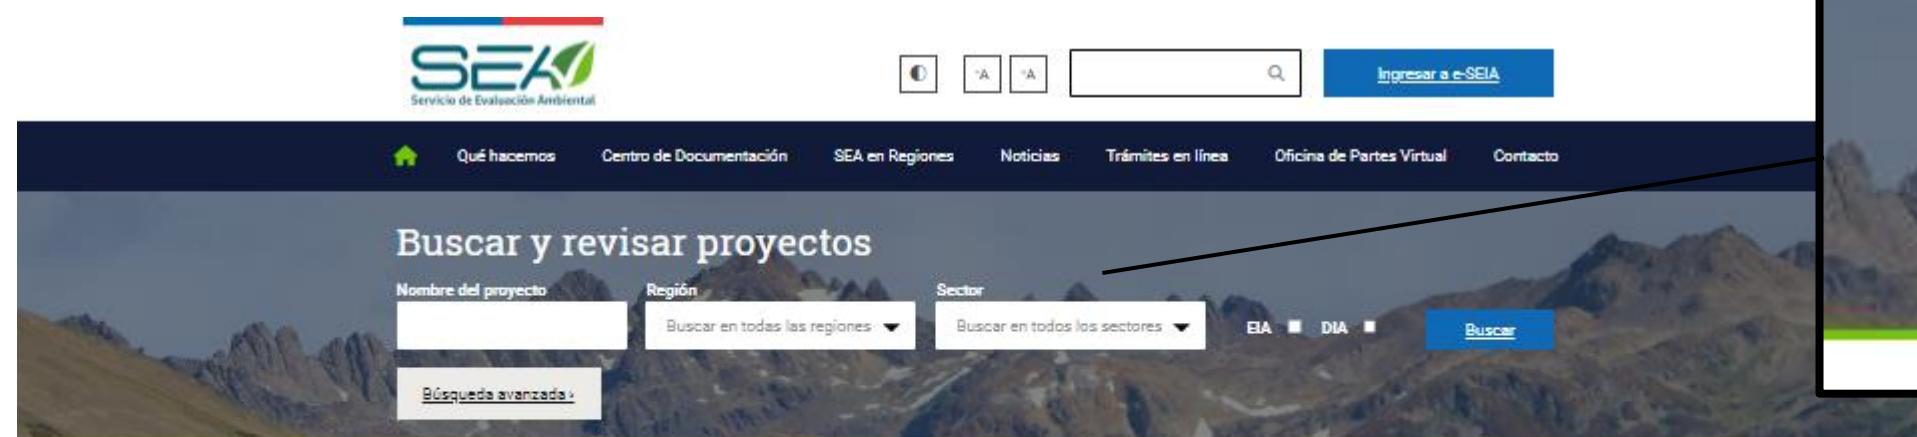 SEA
Servicio de Evaluación Ambiental
-A +A
Ingresar a e-SEIA
Qué hacemos Centro de Documentación SEA en Regiones Noticias Trámites en línea Oficina de Partes Virtual Contacto
Buscar y revisar proyectos
Nombre del proyecto Región Sector
Buscar en todas las regiones Buscar en todos los sectores EIA DIA Buscar
Búsqueda avanzada ›